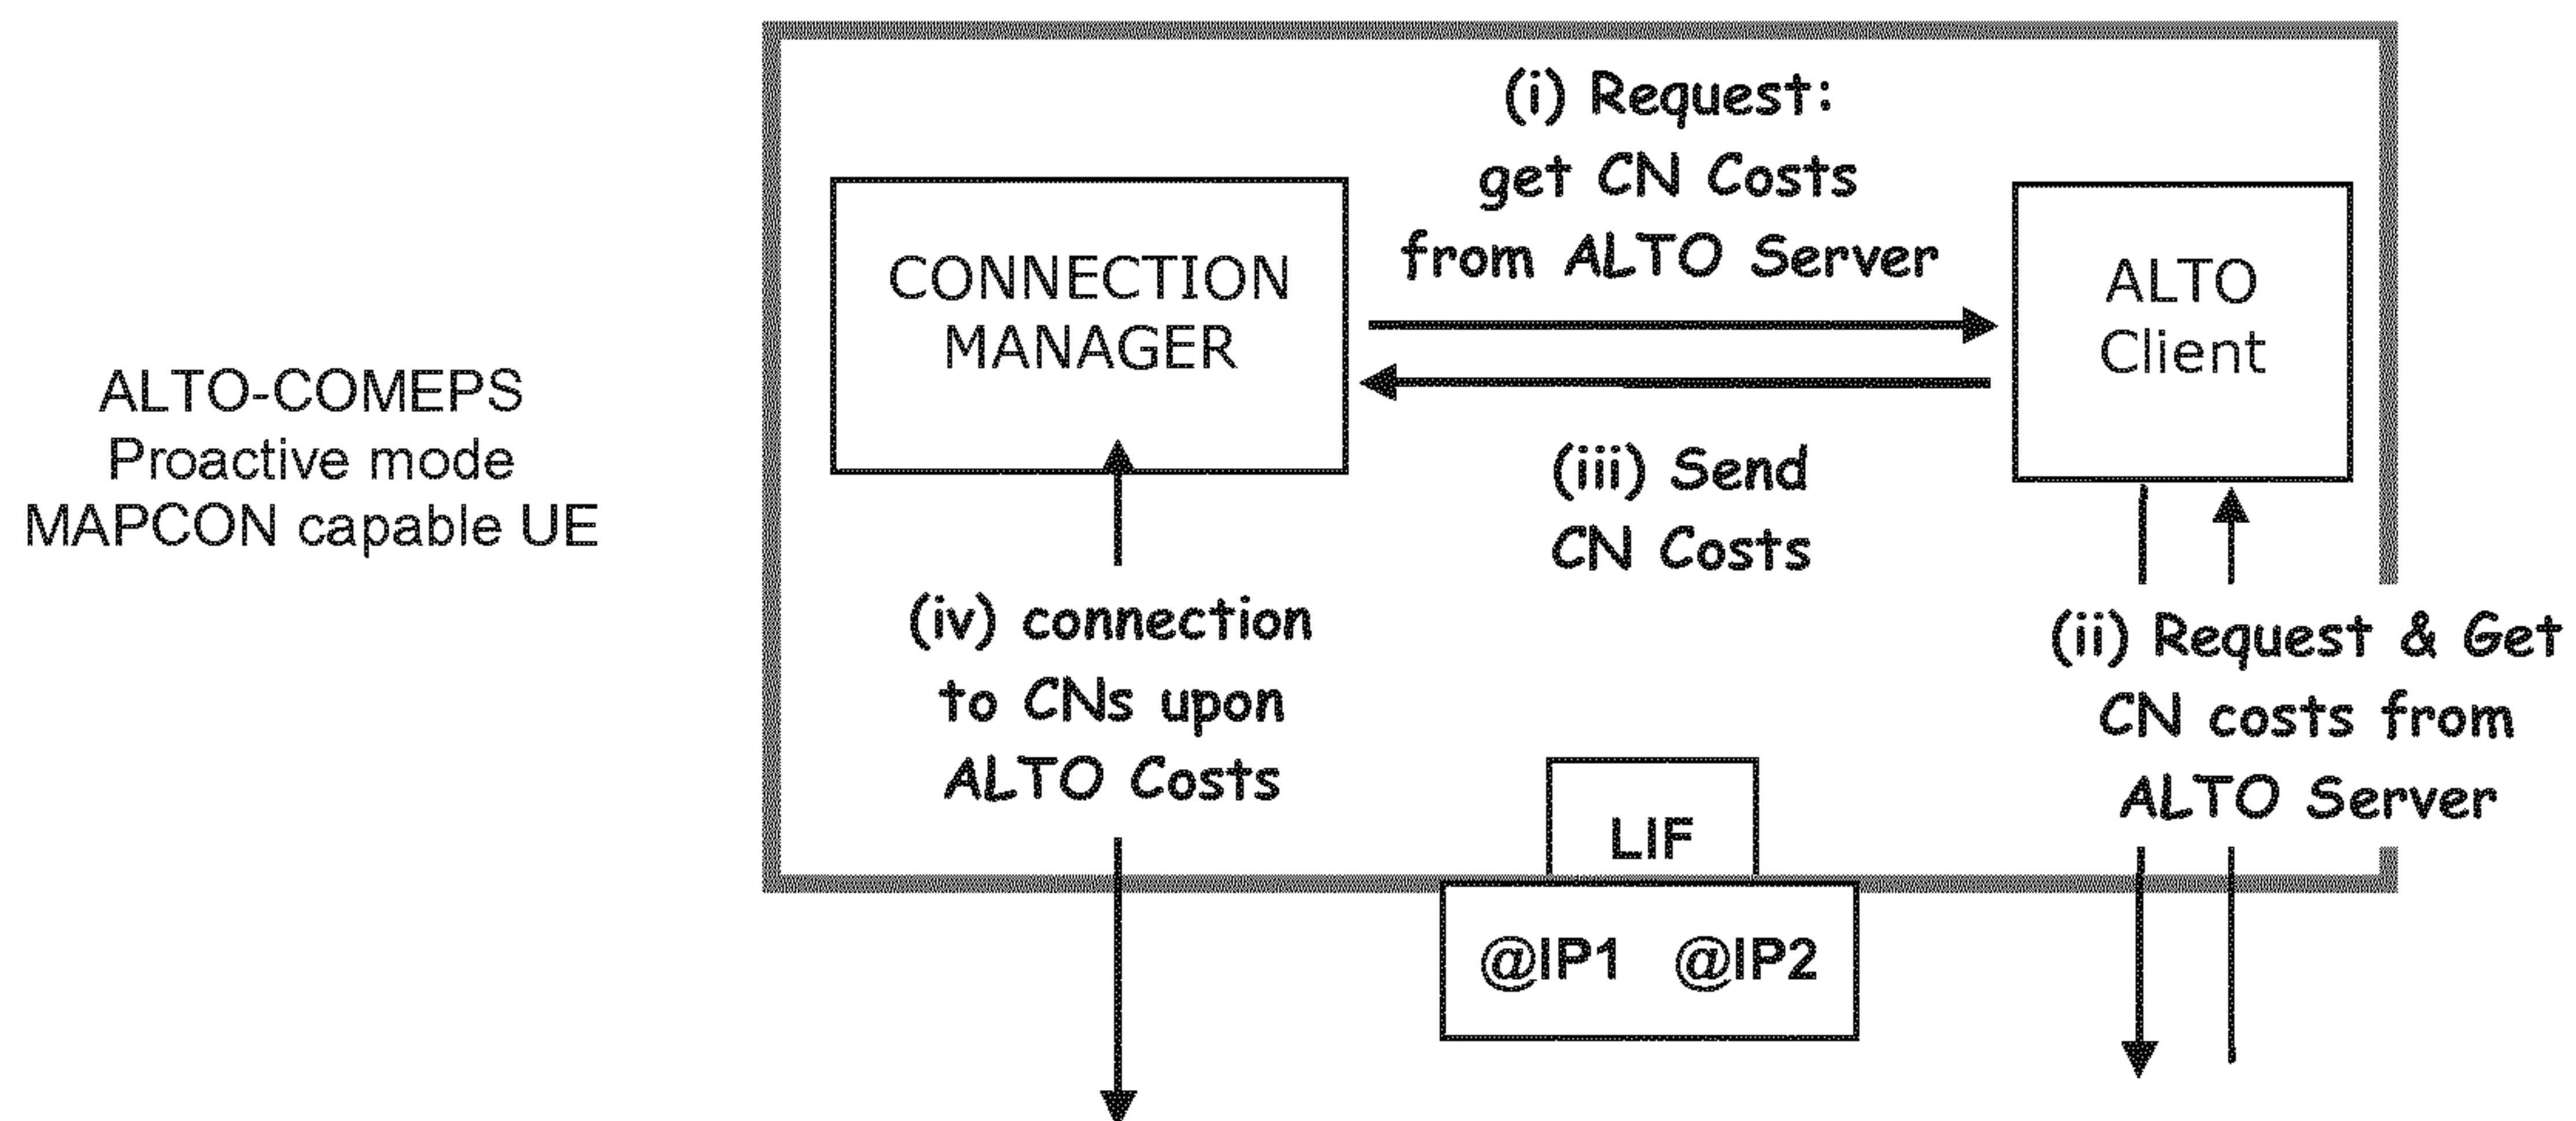 ALTO-COMEPS
Proactive mode
MAPCON capable UE
CONNECTION
MANAGER
(i) Request:
get CN Costs
from ALTO Server
ALTO
Client
(iii) Send
CN Costs
(iv) connection
to CNs upon
ALTO Costs
(ii) Request & Get
CN costs from
ALTO Server
LIF
@IP1 @IP2